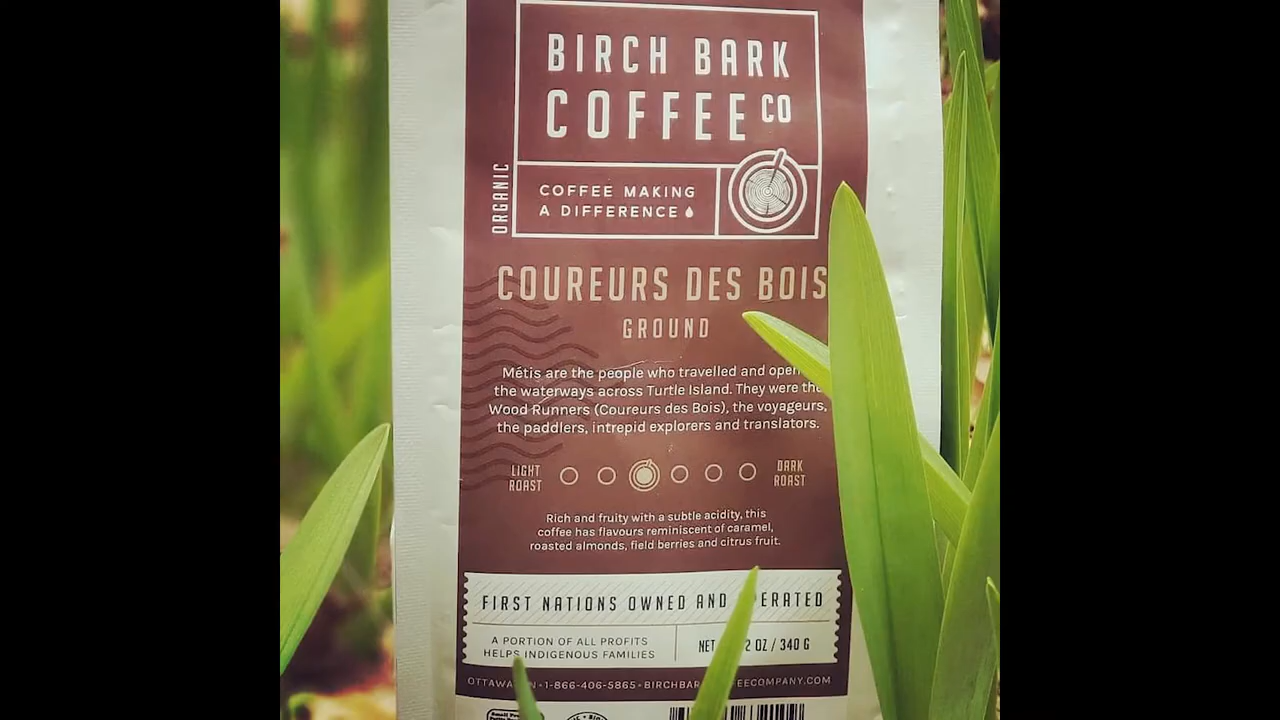 BIRCH BARK
COFFEE CO
ORGANIC
COFFEE MAKING
A DIFFERENCE
COUREURS DES BOIS
GROUND
Métis are the people who travelled and
the waterways across Turtle Island. They were the
Wood Runners (Coureurs des Bois), the voyageurs,
the paddlers, intrepid explorers and translators.
LIGHT
ROAST
DARK
ROAST
Rich and fruity with a subtle acidity, this
coffee has flavours reminiscent of caramel,
roasted almonds, field berries and citrus fruit.
FIRST NATIONS OWNED AND OPERATED
A PORTION OF ALL PROFITS
HELPS INDIGENOUS FAMILIES
NET OZ / 340 G
OTTAWA 1-866-406-5865